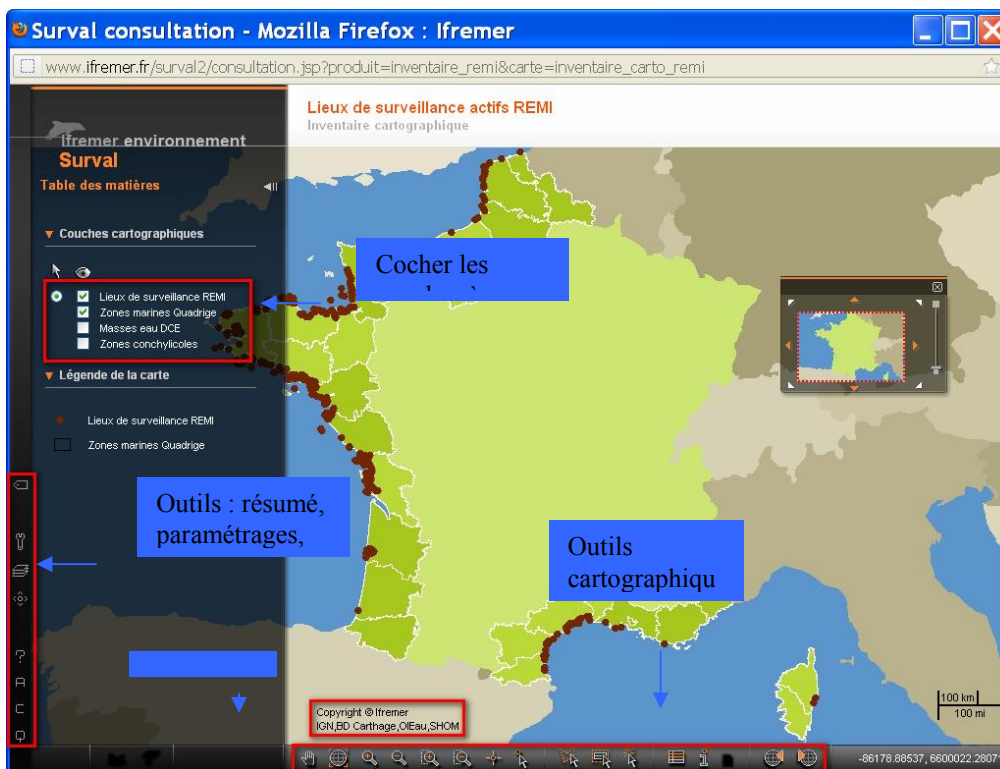 Surval consultation - Mozilla Firefox : Ifremer
www.ifremer.fr/surval2/consultation.jsp?produit=inventaire_remi&carte=inventaire_carto_remi
Lieux de surveillance actifs REMI
Inventaire cartographique
Ifremer environnement
Surval
Table des matières
Couches cartographiques
Cocher les
Lieux de surveillance REMI
Zones marines Quadrige
Masses eau DCE
Zones conchylicoles
Légende de la carte
Lieux de surveillance REMI
Zones marines Quadrige
Outils : résumé,
paramétrages,
Outils
cartographiqu
100 km
100 mi
Copyright © Ifremer
IGN,BD Carthage,OIEau,SHOM
-86178.88537, 6600022.2807